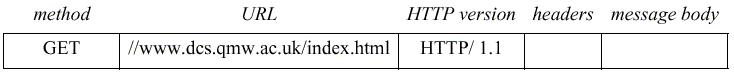 method URL HTTP version headers message body
GET //www.dcs.qmw.ac.uk/index.html HTTP/ 1.1